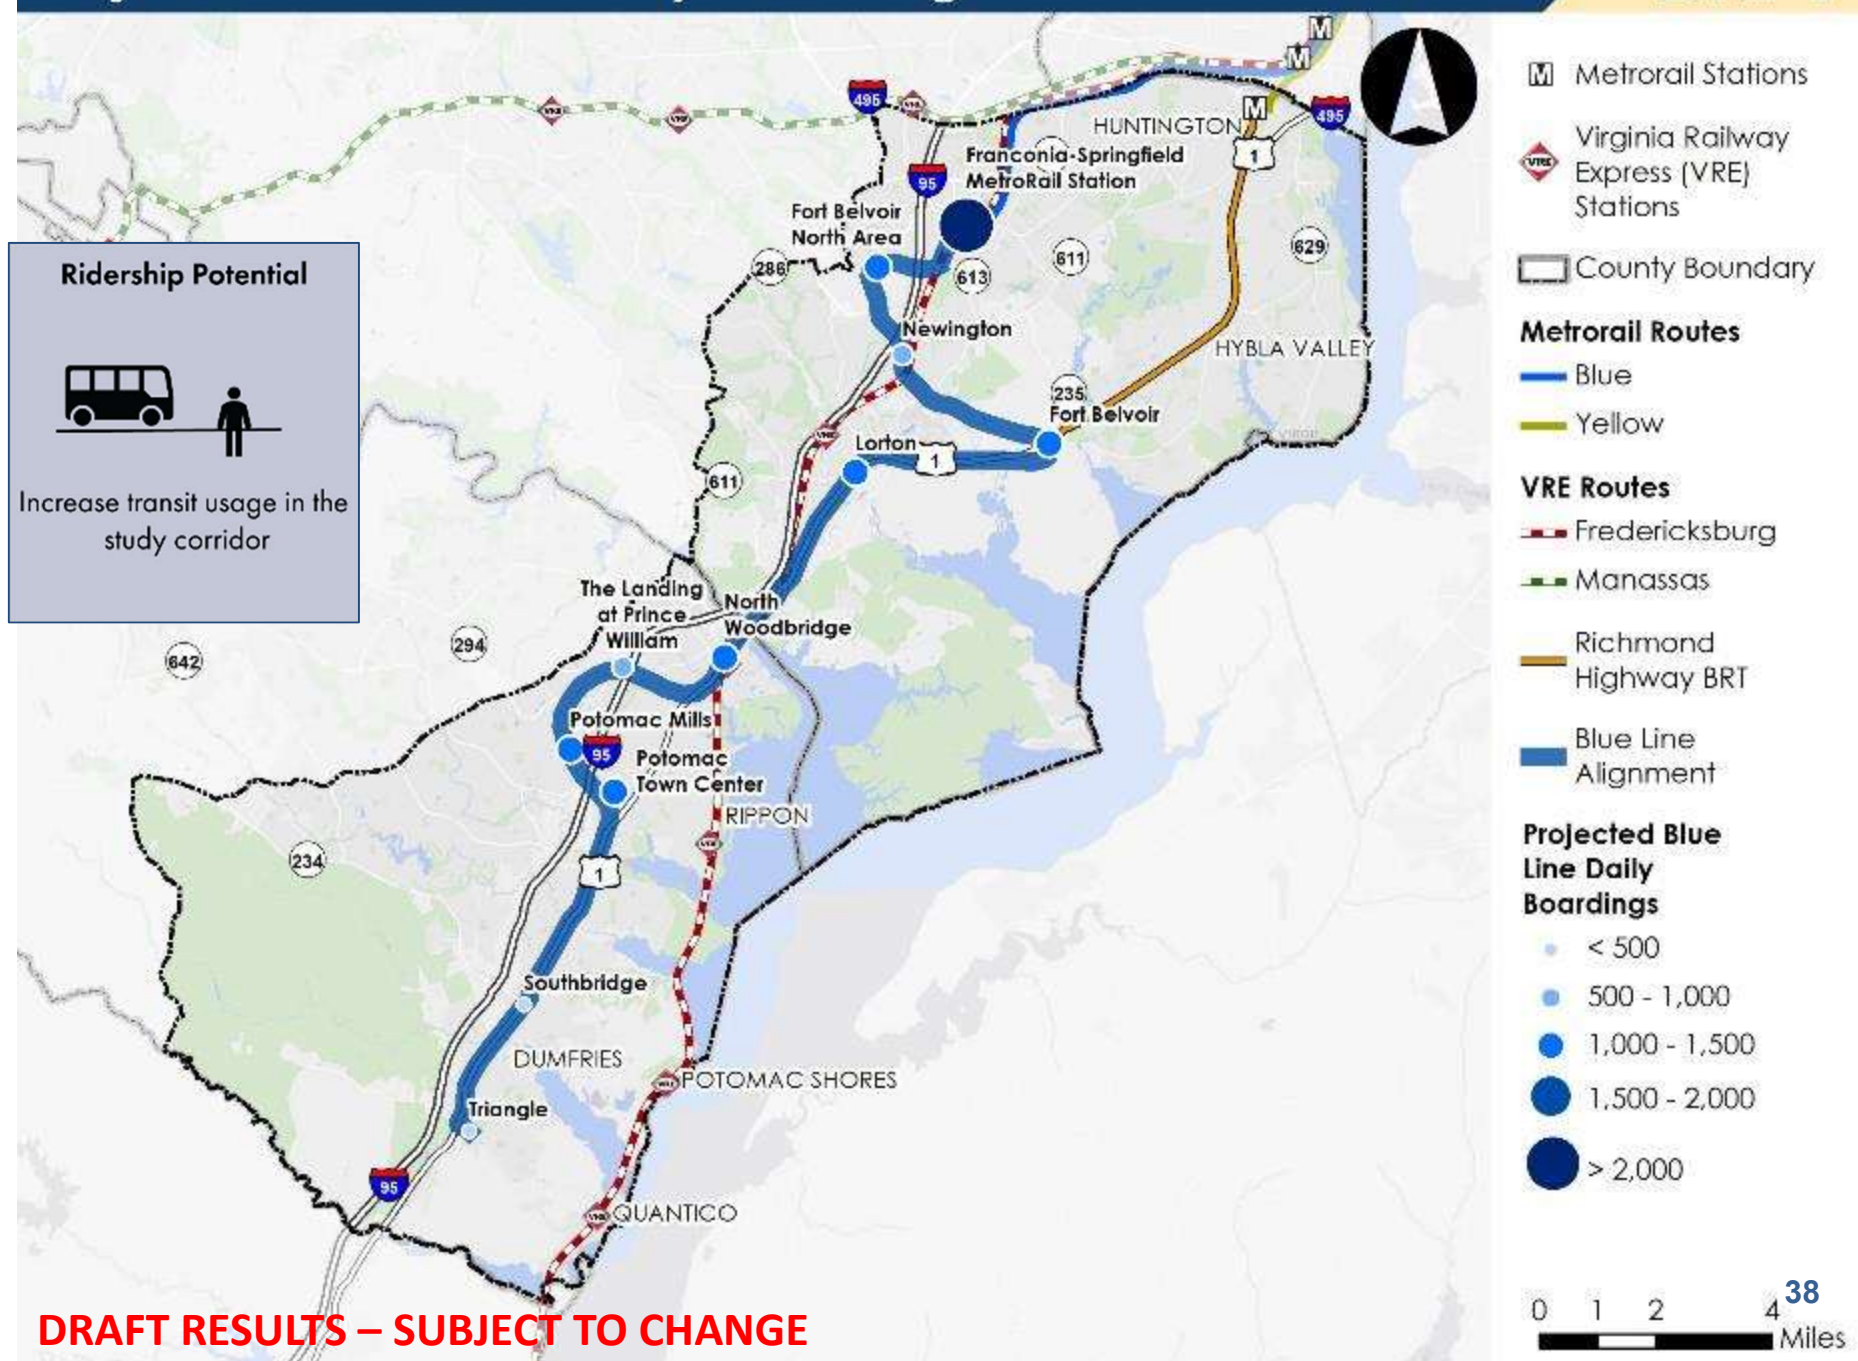 M
M
M
495
VRE
495
HUNTINGTON
1
Franconia-Springfield
MetroRail Station
95
Fort Belvoir
North Area
286
613
611
629
Newington
HYBLA VALLEY
235
Fort Belvoir
Lorton
1
611
The Landing
at Prince
William
North
Woodbridge
642
294
Potomac Mills
95
Potomac
Town Center
RIPPON
234
1
Southbridge
DUMFRIES
POTOMAC SHORES
Triangle
95
QUANTICO
Ridership Potential
Increase transit usage in the
study corridor
M Metrorail Stations
VRE Virginia Railway
Express (VRE)
Stations
County Boundary
Metrorail Routes
Blue
Yellow
VRE Routes
Fredericksburg
Manassas
Richmond
Highway BRT
Blue Line
Alignment
Projected Blue
Line Daily
Boardings
< 500
500 - 1,000
1,000 - 1,500
1,500 - 2,000
> 2,000
38
0 1 2 4
Miles
DRAFT RESULTS – SUBJECT TO CHANGE